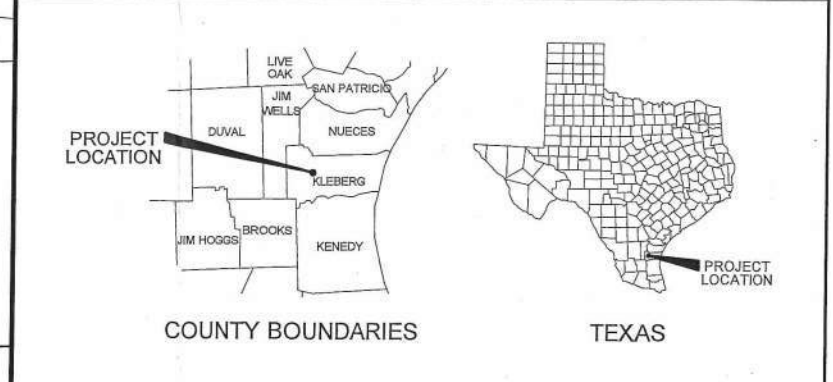 LIVE
OAK
SAN PATRICIO
JIM
WELLS
DUVAL
NUECES
PROJECT
LOCATION
KLEBERG
JIM HOGGS
BROOKS
KENEDY
COUNTY BOUNDARIES
PROJECT
LOCATION
TEXAS